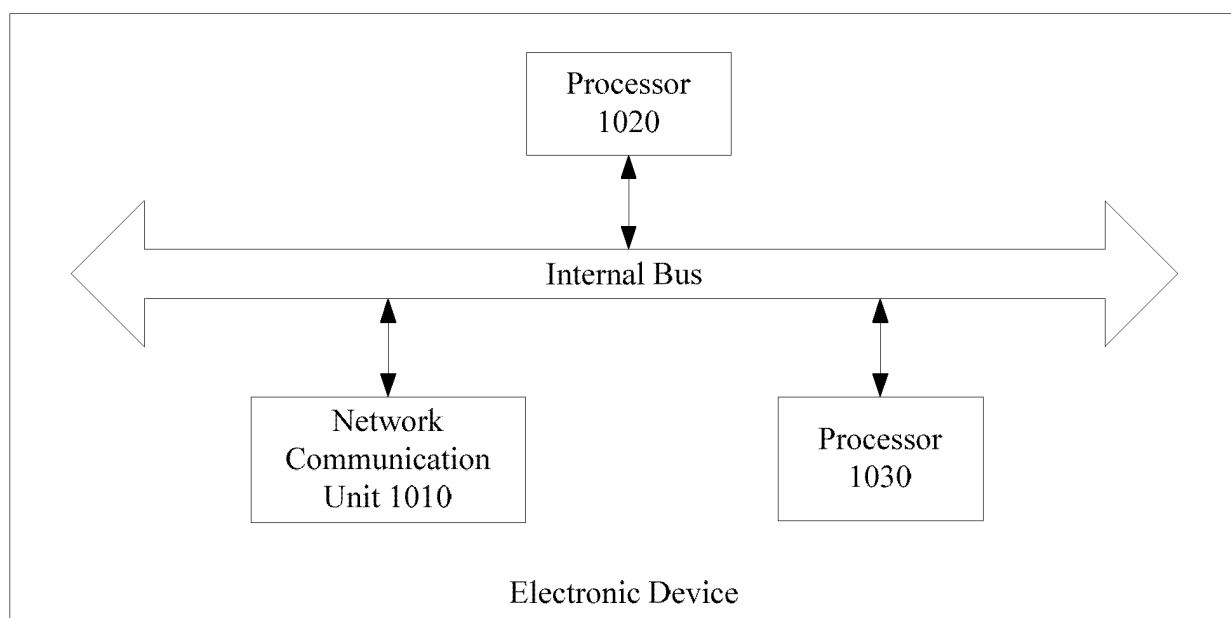 Processor
1020
Internal Bus
Network
Communication
Unit 1010
Processor
1030
Electronic Device